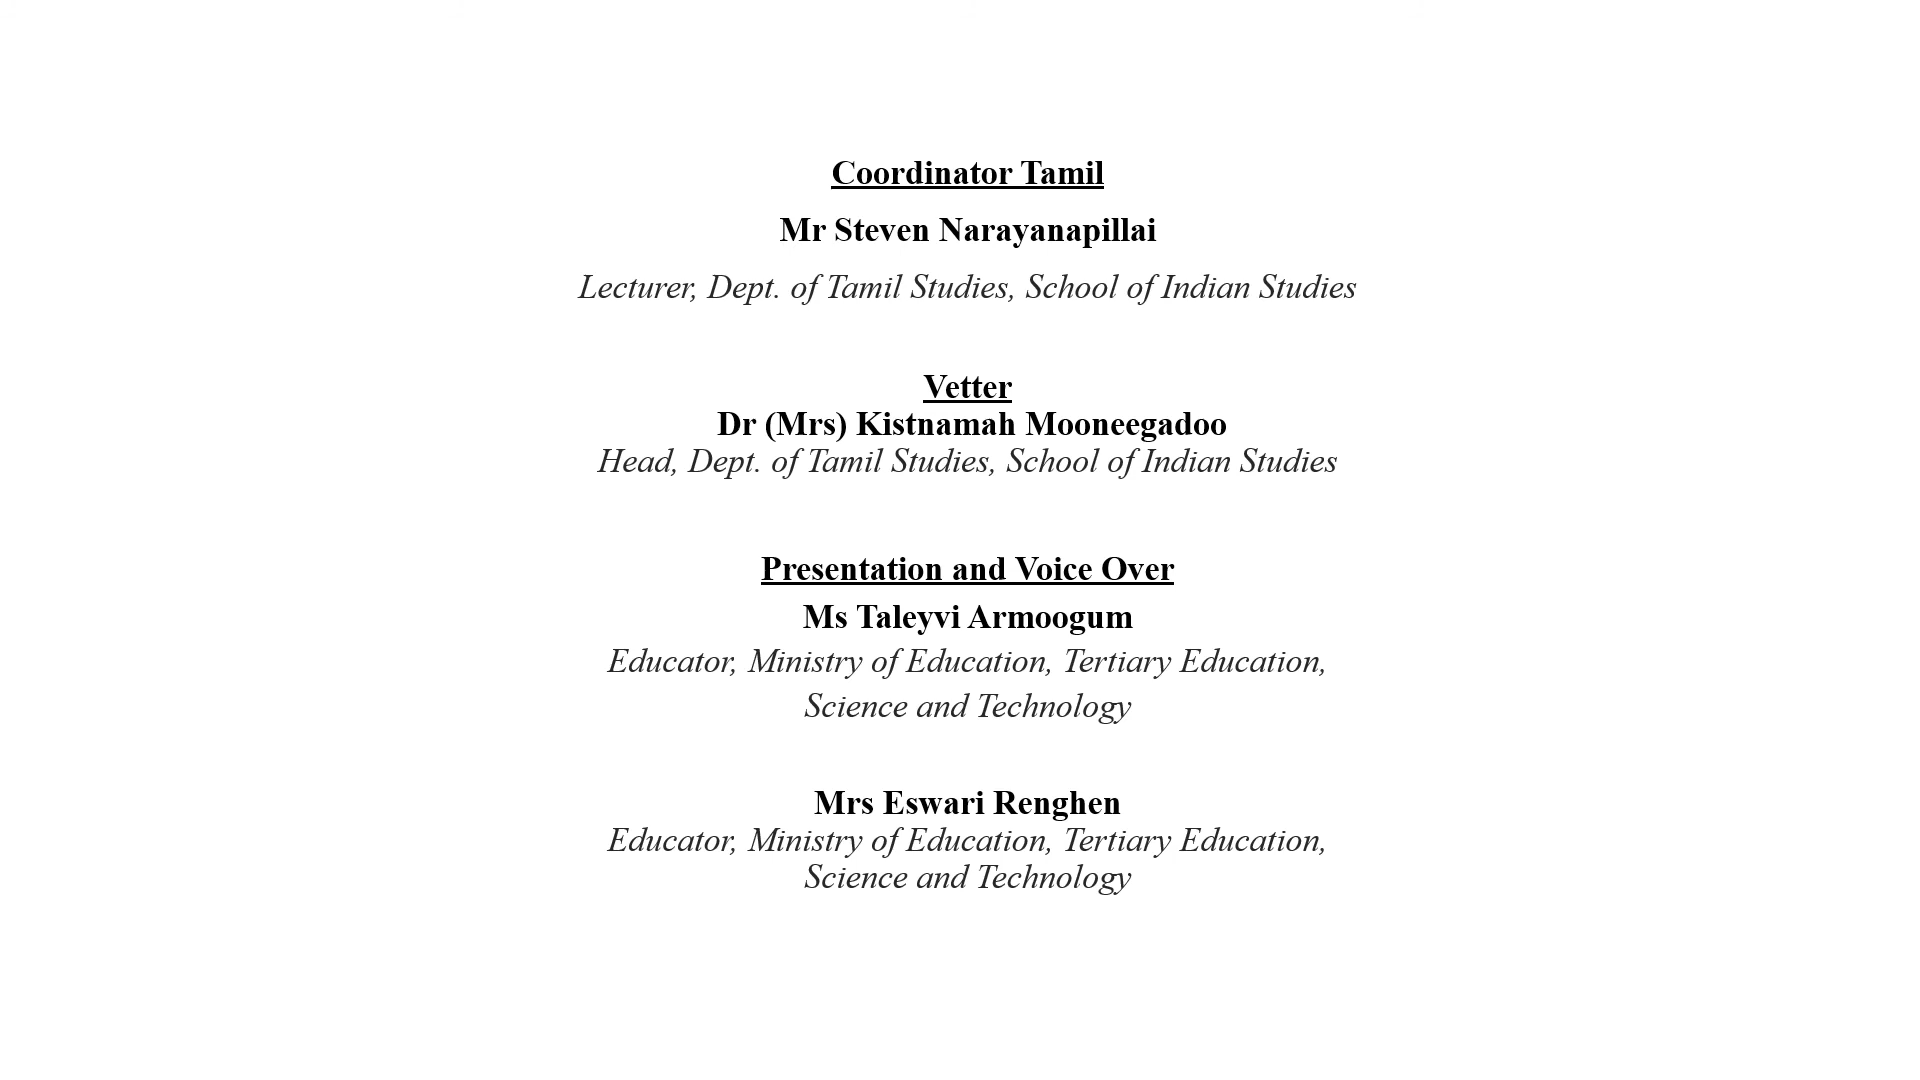 Coordinator Tamil
Mr Steven Narayanapillai
Lecturer, Dept. of Tamil Studies, School of Indian Studies
Vetter
Dr (Mrs) Kistnamah Mooneegadoo
Head, Dept. of Tamil Studies, School of Indian Studies
Presentation and Voice Over
Ms Taleyvi Armoogum
Educator, Ministry of Education, Tertiary Education,
Science and Technology
Mrs Eswari Renghen
Educator, Ministry of Education, Tertiary Education,
Science and Technology